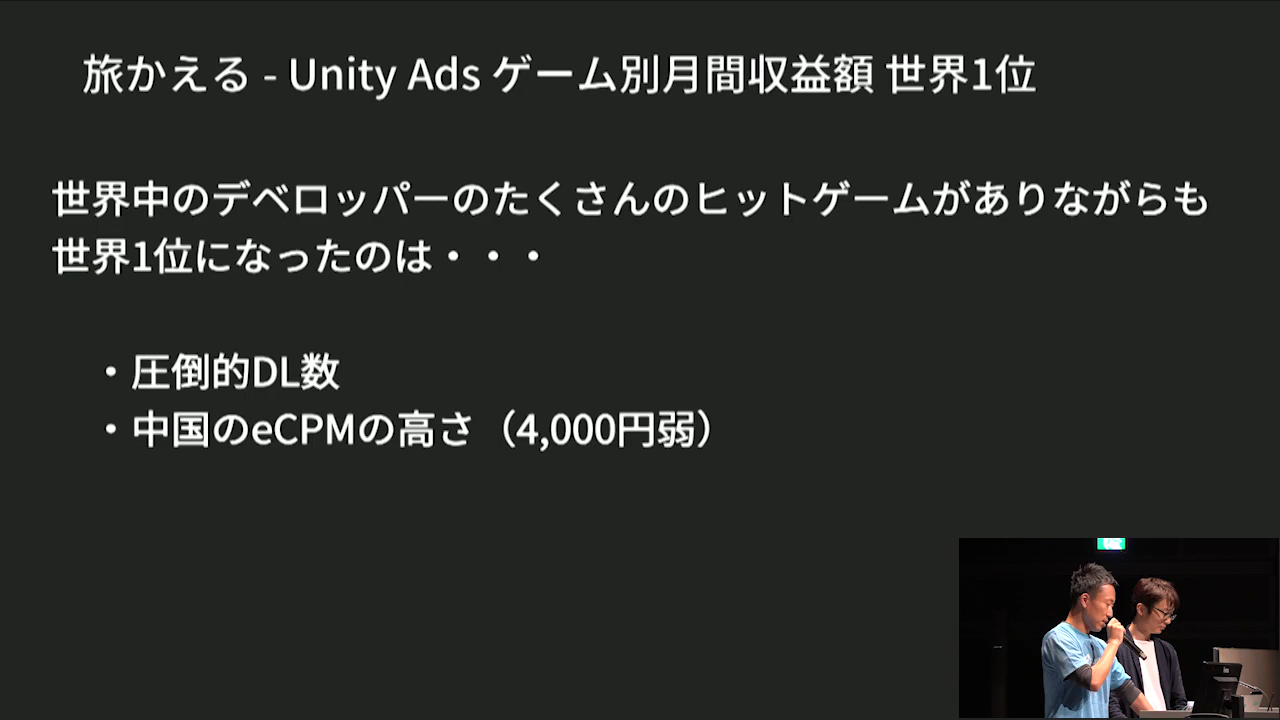 旅かえる - Unity Ads ゲーム別月間収益額 世界1位
世界中のデベロッパーのたくさんのヒットゲームがありながらも
世界1位になったのは・・・
・圧倒的DL数
・中国のeCPMの高さ（4,000円弱）